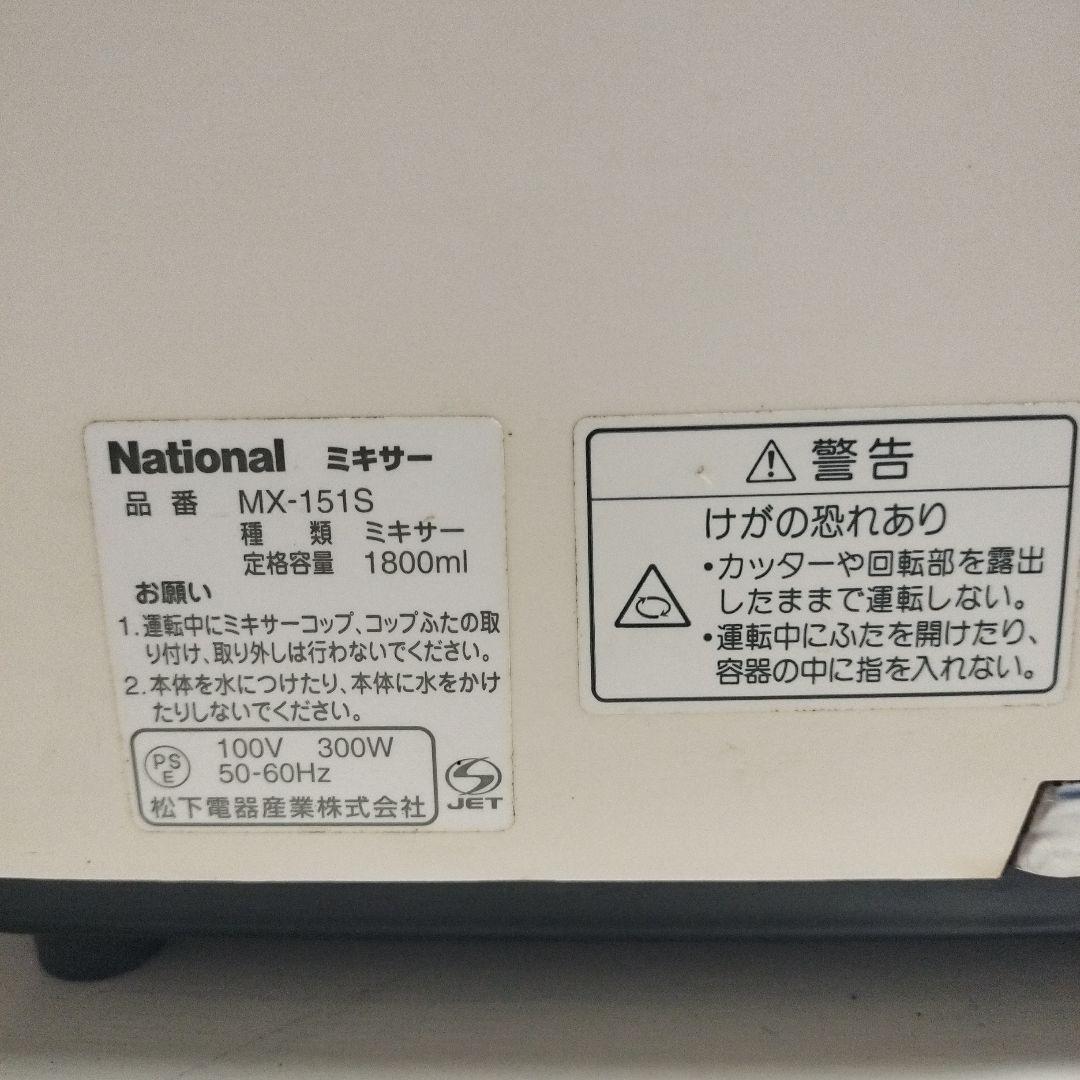 National ミキサー
品 番 MX-151S
種 類 ミキサー
定格容量 1800ml
お願い
1.運転中にミキサーコップ、コップふたの取
り付け、取り外しは行わないでください。
2.本体を水につけたり、本体に水をかけ
たりしないでください。
PS
E
100V 300W
50-60Hz
松下電器産業株式会社
S
JET
警告
けがの恐れあり
・カッターや回転部を露出
したままで運転しない。
・運転中にふたを開けたり、
容器の中に指を入れない。